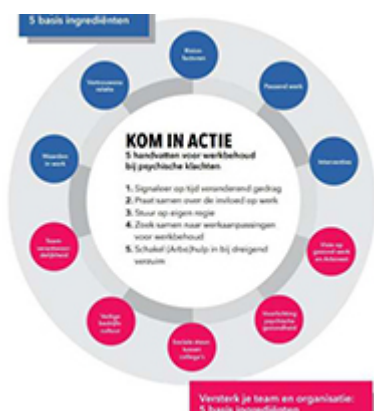 5 basis ingrediënten
Risico
factoren
Passend werk
Interventies
Visie op
gezond werk
en Arbowet
Voorlichting
psychische
gezondheid
Sociale steun
tussen
collega's
Veilige
bedrijfs
cultuur
Team
verantwoor-
delijkheid
Waarden
in werk
Vertrouwens
relatie
KOM IN ACTIE
5 handvatten voor werkbehoud
bij psychische klachten
1. Signaleer op tijd veranderend gedrag
2. Praat samen over de invloed op werk
3. Stuur op eigen regie
4. Zoek samen naar werkaanpassingen
voor werkbehoud
5. Schakel (Arbo)hulp in bij dreigend
verzuim
Versterk je team en organisatie:
5 basis ingrediënten